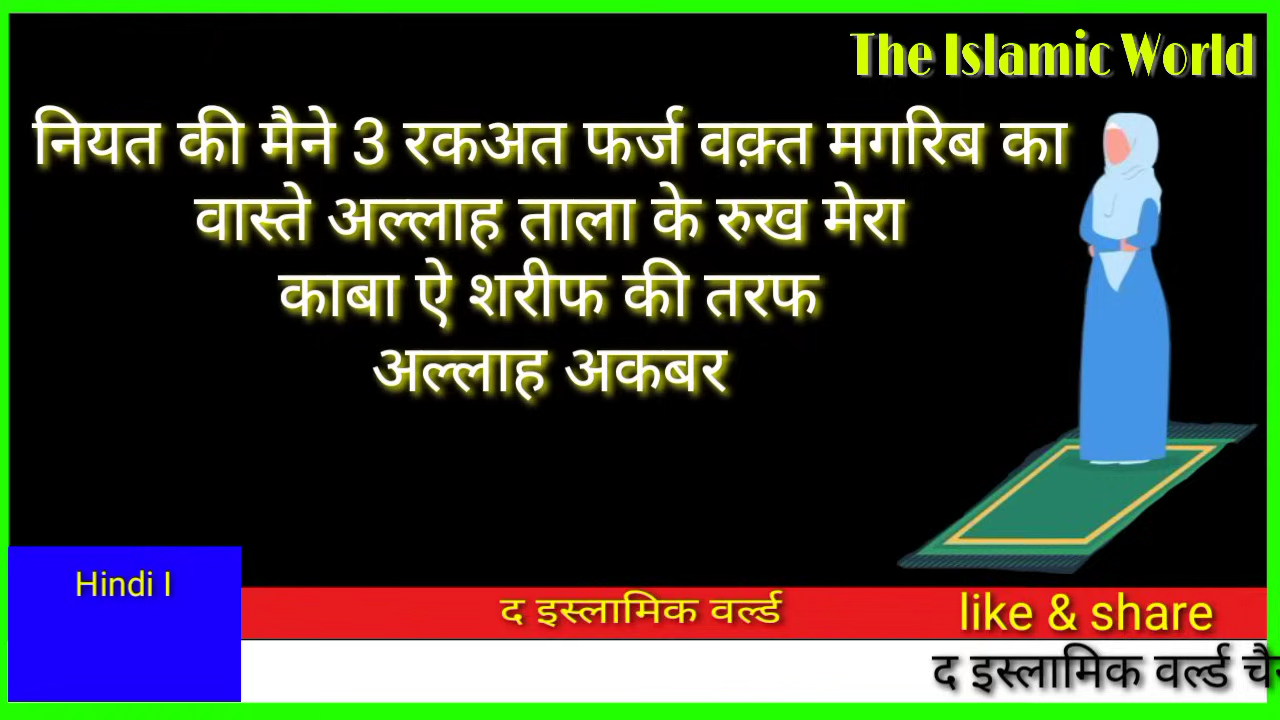 The Islamic World
नियत की मैने 3 रकअत फर्ज वक़्त मगरिब का
वास्ते अल्लाह ताला के रुख मेरा
काबा ऐ शरीफ की तरफ
अल्लाह अकबर
Hindi I
द इस्लामिक वर्ल्ड
like & share
द इस्लामिक वर्ल्ड